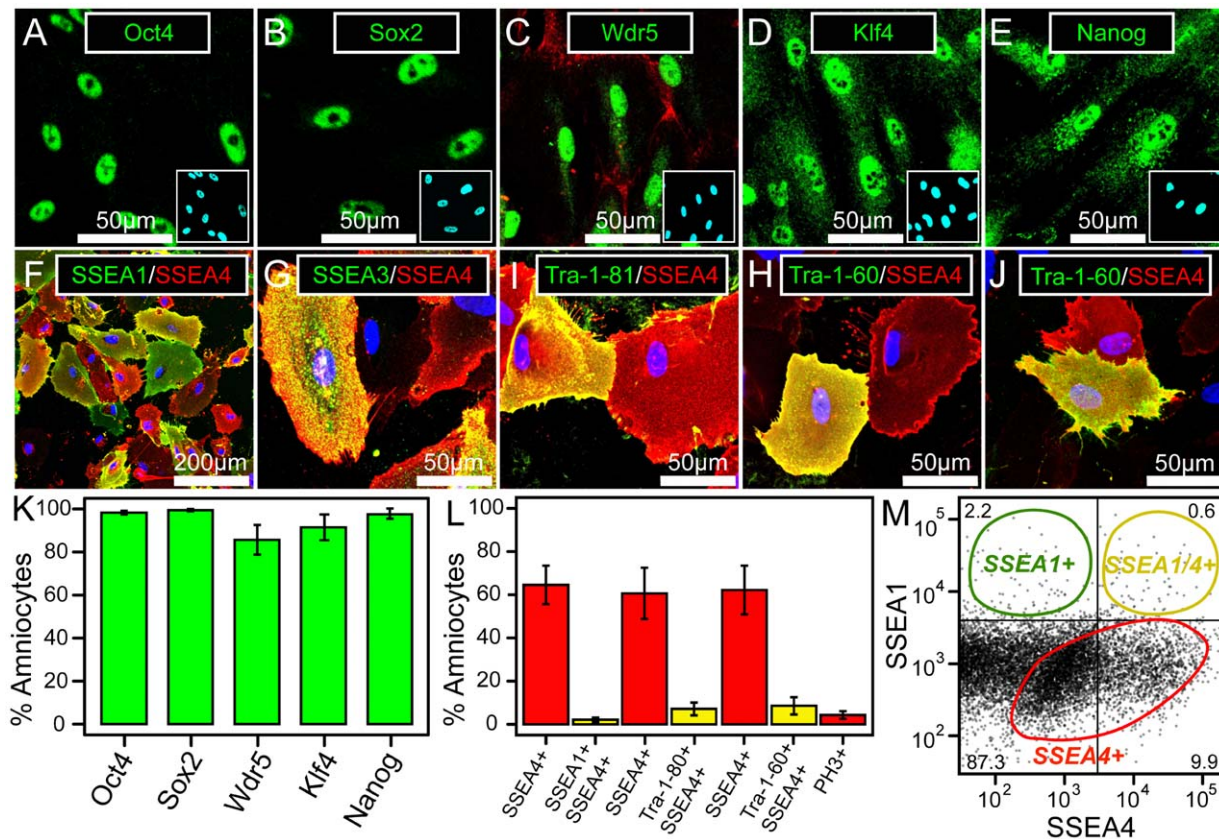 A Oct4
50µm
B Sox2
50µm
C Wdr5
50µm
D Klf4
50µm
E Nanog
50µm
F SSEA1/SSEA4
200µm
G SSEA3/SSEA4
50µm
I Tra-1-81/SSEA4
50µm
H Tra-1-60/SSEA4
50µm
J Tra-1-60/SSEA4
50µm
K
% Amniocytes
100
80
60
40
20
0
Oct4
Sox2
Wdr5
Klf4
Nanog
L
% Amniocytes
100
80
60
40
20
0
SSEA4+
SSEA1+
SSEA4+
SSEA4+
Tra-1-80+
SSEA4+
SSEA4+
Tra-1-60+
SSEA4+
PH3+
M
SSEA1
10⁵
10⁴
10³
10²
2.2
0.6
SSEA1+
SSEA1/4+
SSEA4+
87.3
9.9
10² 10³ 10⁴ 10⁵
SSEA4